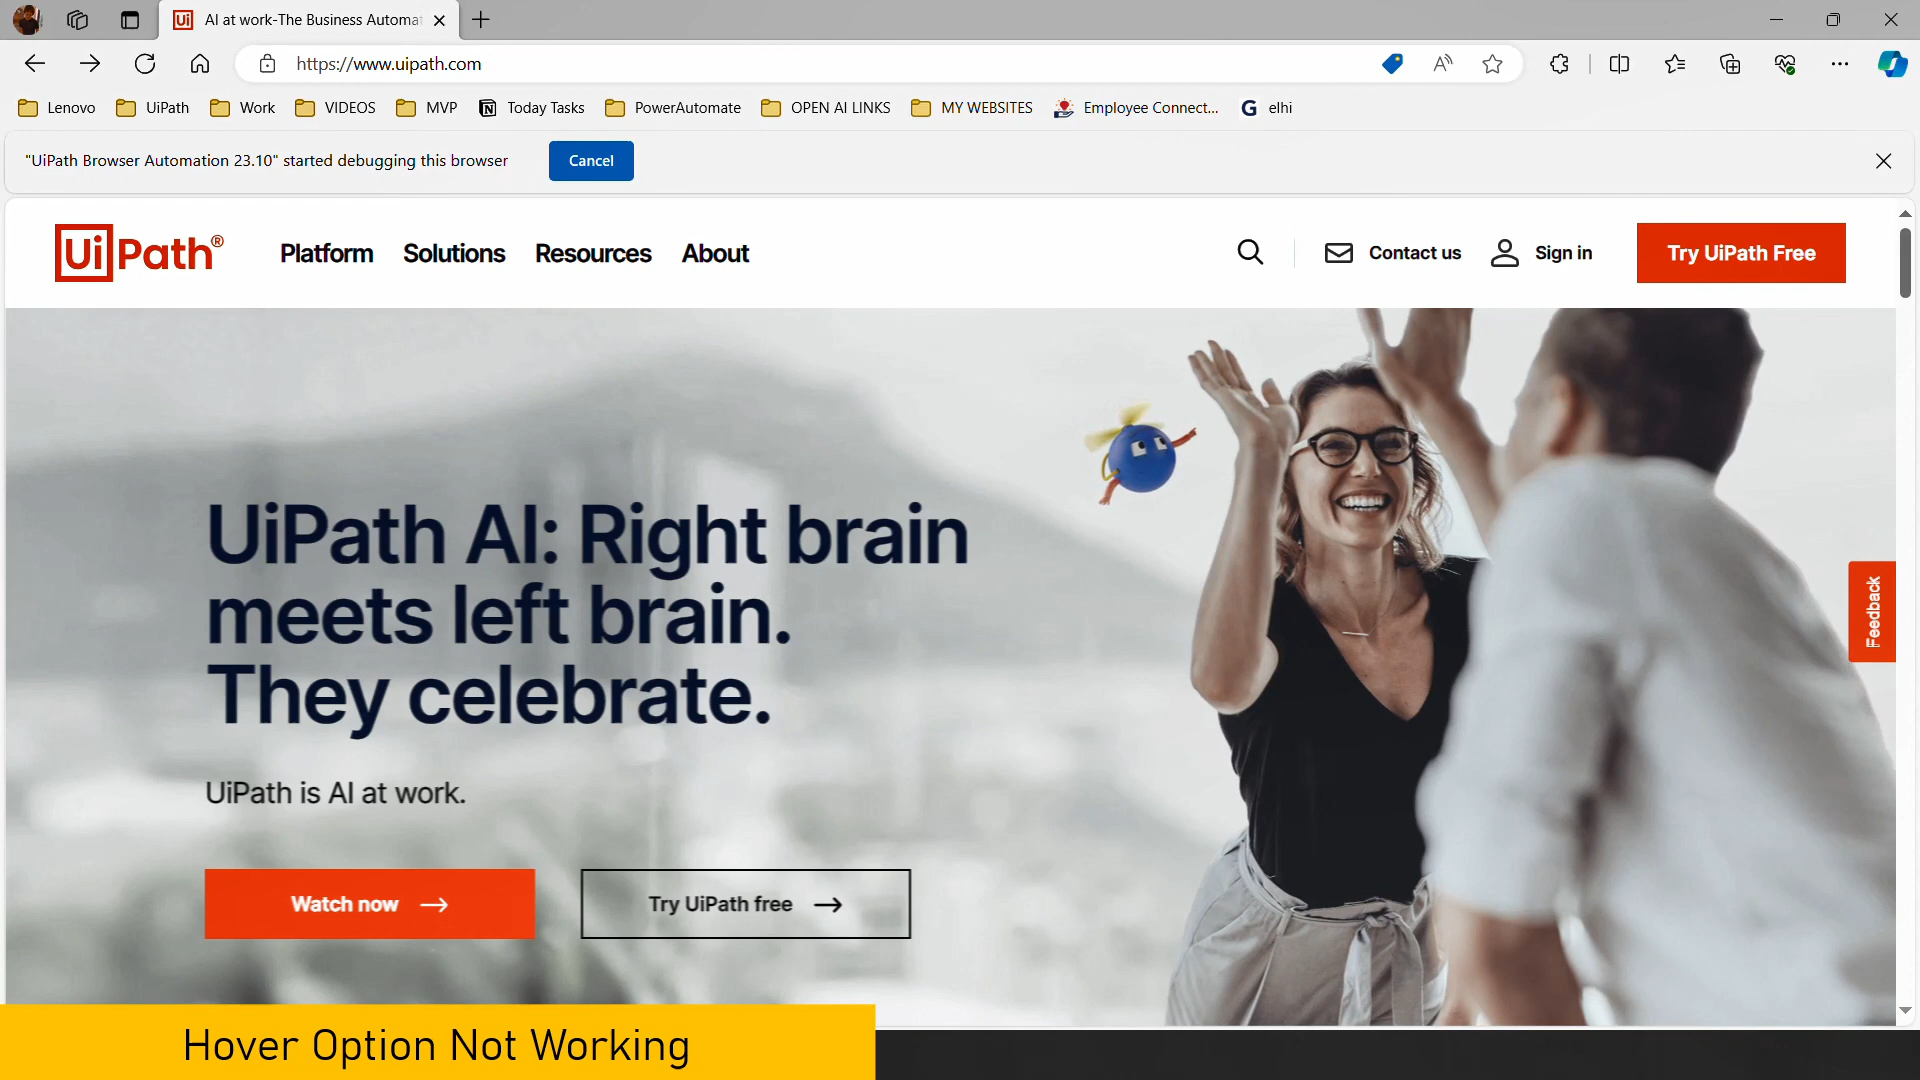 Ui AI at work-The Business Automat
https://www.uipath.com
Lenovo UiPath Work VIDEOS MVP Today Tasks PowerAutomate OPEN AI LINKS MY WEBSITES Employee Connect... G elhi
"UiPath Browser Automation 23.10" started debugging this browser Cancel
UiPath® Platform Solutions Resources About Contact us Sign in Try UiPath Free
UiPath AI: Right brain
meets left brain.
They celebrate.
Feedback
UiPath is AI at work.
Watch now → Try UiPath free →
Hover Option Not Working